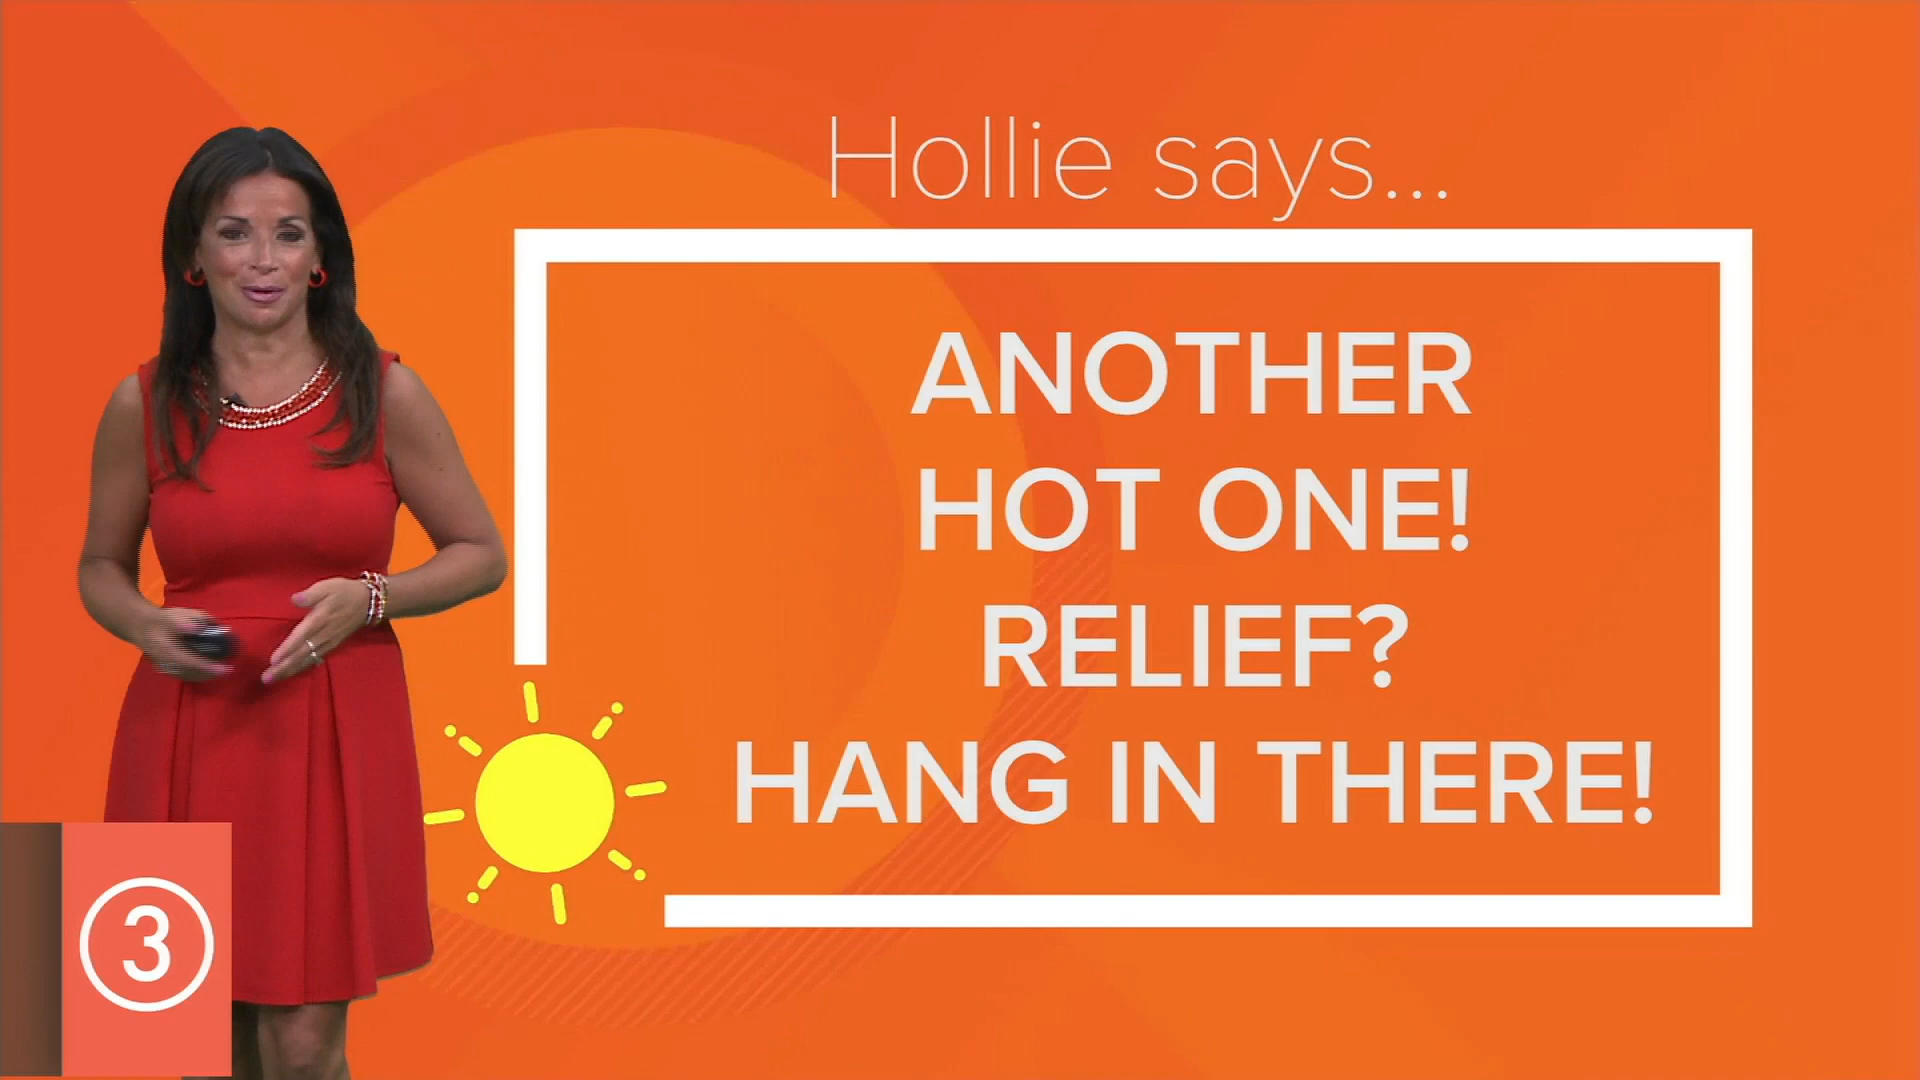 Hollie says...
ANOTHER
HOT ONE!
RELIEF?
HANG IN THERE!
3